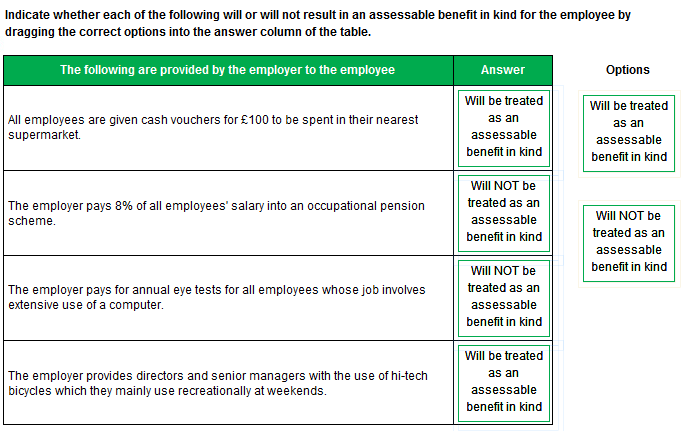 Indicate whether each of the following will or will not result in an assessable benefit in kind for the employee by
dragging the correct options into the answer column of the table.
The following are provided by the employer to the employee
Answer
Options
All employees are given cash vouchers for £100 to be spent in their nearest
supermarket.
Will be treated
as an
assessable
benefit in kind
Will be treated
as an
assessable
benefit in kind
The employer pays 8% of all employees' salary into an occupational pension
scheme.
Will NOT be
treated as an
assessable
benefit in kind
Will NOT be
treated as an
assessable
benefit in kind
The employer pays for annual eye tests for all employees whose job involves
extensive use of a computer.
Will NOT be
treated as an
assessable
benefit in kind
The employer provides directors and senior managers with the use of hi-tech
bicycles which they mainly use recreationally at weekends.
Will be treated
as an
assessable
benefit in kind